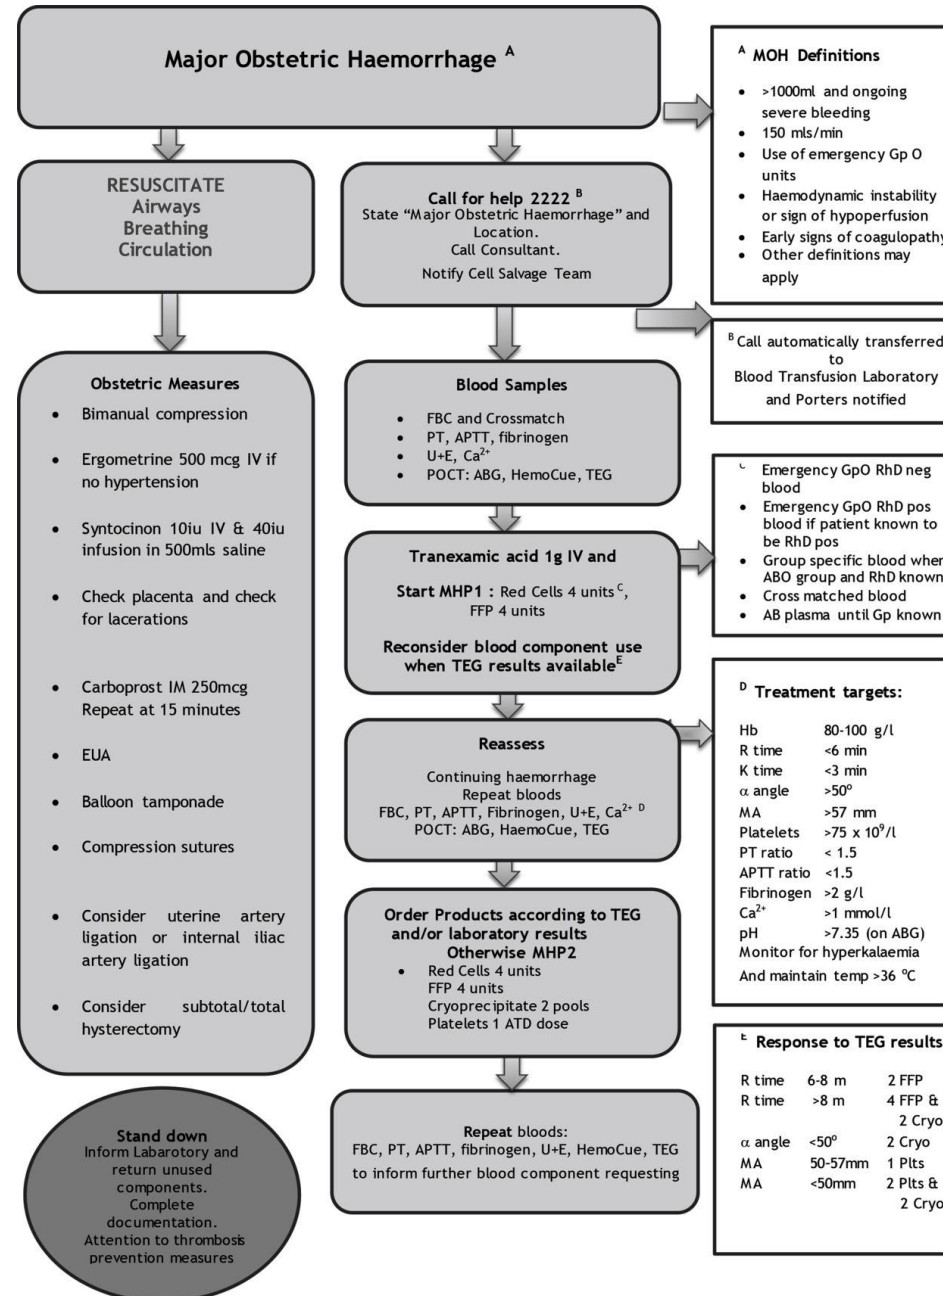 Major Obstetric Haemorrhage A
RESUSCITATE
Airways
Breathing
Circulation
Call for help 2222 B
State “Major Obstetric Haemorrhage” and
Location.
Call Consultant.
Notify Cell Salvage Team
Obstetric Measures
• Bimanual compression
• Ergometrine 500 mcg IV if
no hypertension
• Syntocinon 10iu IV & 40iu
infusion in 500mls saline
• Check placenta and check
for lacerations
• Carboprost IM 250mcg
Repeat at 15 minutes
• EUA
• Balloon tamponade
• Compression sutures
• Consider uterine artery
ligation or internal iliac
artery ligation
• Consider subtotal/total
hysterectomy
Stand down
Inform Labarotory and
return unused
components.
Complete
documentation.
Attention to thrombosis
prevention measures
Blood Samples
• FBC and Crossmatch
• PT, APTT, fibrinogen
• U+E, Ca2+
• POCT: ABG, HemoCue, TEG
Tranexamic acid 1g IV and
Start MHP1 : Red Cells 4 units C,
FFP 4 units
Reconsider blood component use
when TEG results available E
Reassess
Continuing haemorrhage
Repeat bloods
FBC, PT, APTT, Fibrinogen, U+E, Ca2+ D
POCT: ABG, HaemoCue, TEG
Order Products according to TEG
and/or laboratory results
Otherwise MHP2
• Red Cells 4 units
FFP 4 units
Cryoprecipitate 2 pools
Platelets 1 ATD dose
Repeat bloods:
FBC, PT, APTT, fibrinogen, U+E, HemoCue, TEG
to inform further blood component requesting
A MOH Definitions
• >1000ml and ongoing
severe bleeding
• 150 mls/min
• Use of emergency Gp O
units
• Haemodynamic instability
or sign of hypoperfusion
• Early signs of coagulopathy
• Other definitions may
apply
B Call automatically transferred
to
Blood Transfusion Laboratory
and Porters notified
C Emergency GpO RhD neg
blood
• Emergency GpO RhD pos
blood if patient known to
be RhD pos
• Group specific blood when
ABO group and RhD known
• Cross matched blood
• AB plasma until Gp known
D Treatment targets:
Hb 80-100 g/l
R time <6 min
K time <3 min
α angle >50o
MA >57 mm
Platelets >75 x 109/l
PT ratio < 1.5
APTT ratio <1.5
Fibrinogen >2 g/l
Ca2+ >1 mmol/l
pH >7.35 (on ABG)
Monitor for hyperkalaemia
And maintain temp >36 oC
E Response to TEG results
R time 6-8 m 2 FFP
R time >8 m 4 FFP &
2 Cryo
α angle <50o 2 Cryo
MA 50-57mm 1 Plts
MA <50mm 2 Plts &
2 Cryo